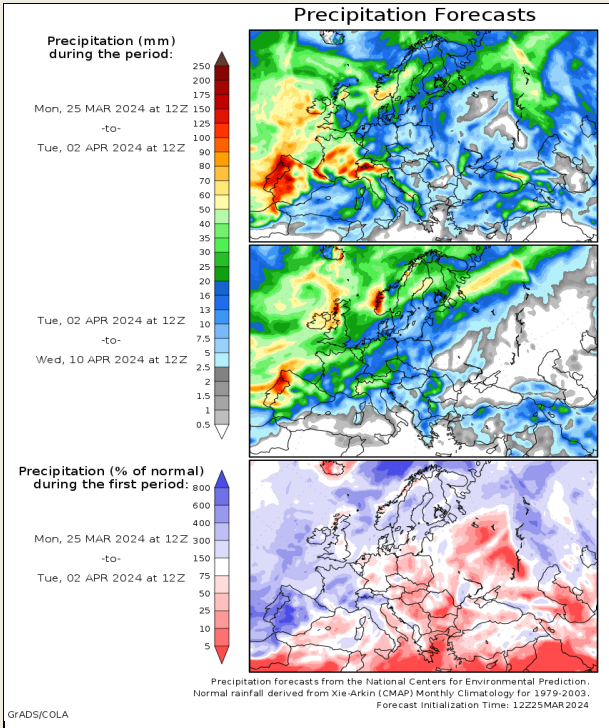 Precipitation Forecasts
Precipitation (mm)
during the period:
250
200
175
150
125
100
90
80
70
60
50
40
35
30
25
20
16
13
10
7.5
5
2.5
2
1.5
1
0.5
Mon, 25 MAR 2024 at 12Z
-to-
Tue, 02 APR 2024 at 12Z
Tue, 02 APR 2024 at 12Z
-to-
Wed, 10 APR 2024 at 12Z
Precipitation (% of normal)
during the first period:
800
600
400
300
150
75
50
25
10
5
Mon, 25 MAR 2024 at 12Z
-to-
Tue, 02 APR 2024 at 12Z
Precipitation forecasts from the National Centers for Environmental Prediction.
Normal rainfall derived from Xie-Arkin (CMAP) Monthly Climatology for 1979-2003.
Forecast Initialization Time: 12Z25MAR2024
GrADS/COLA